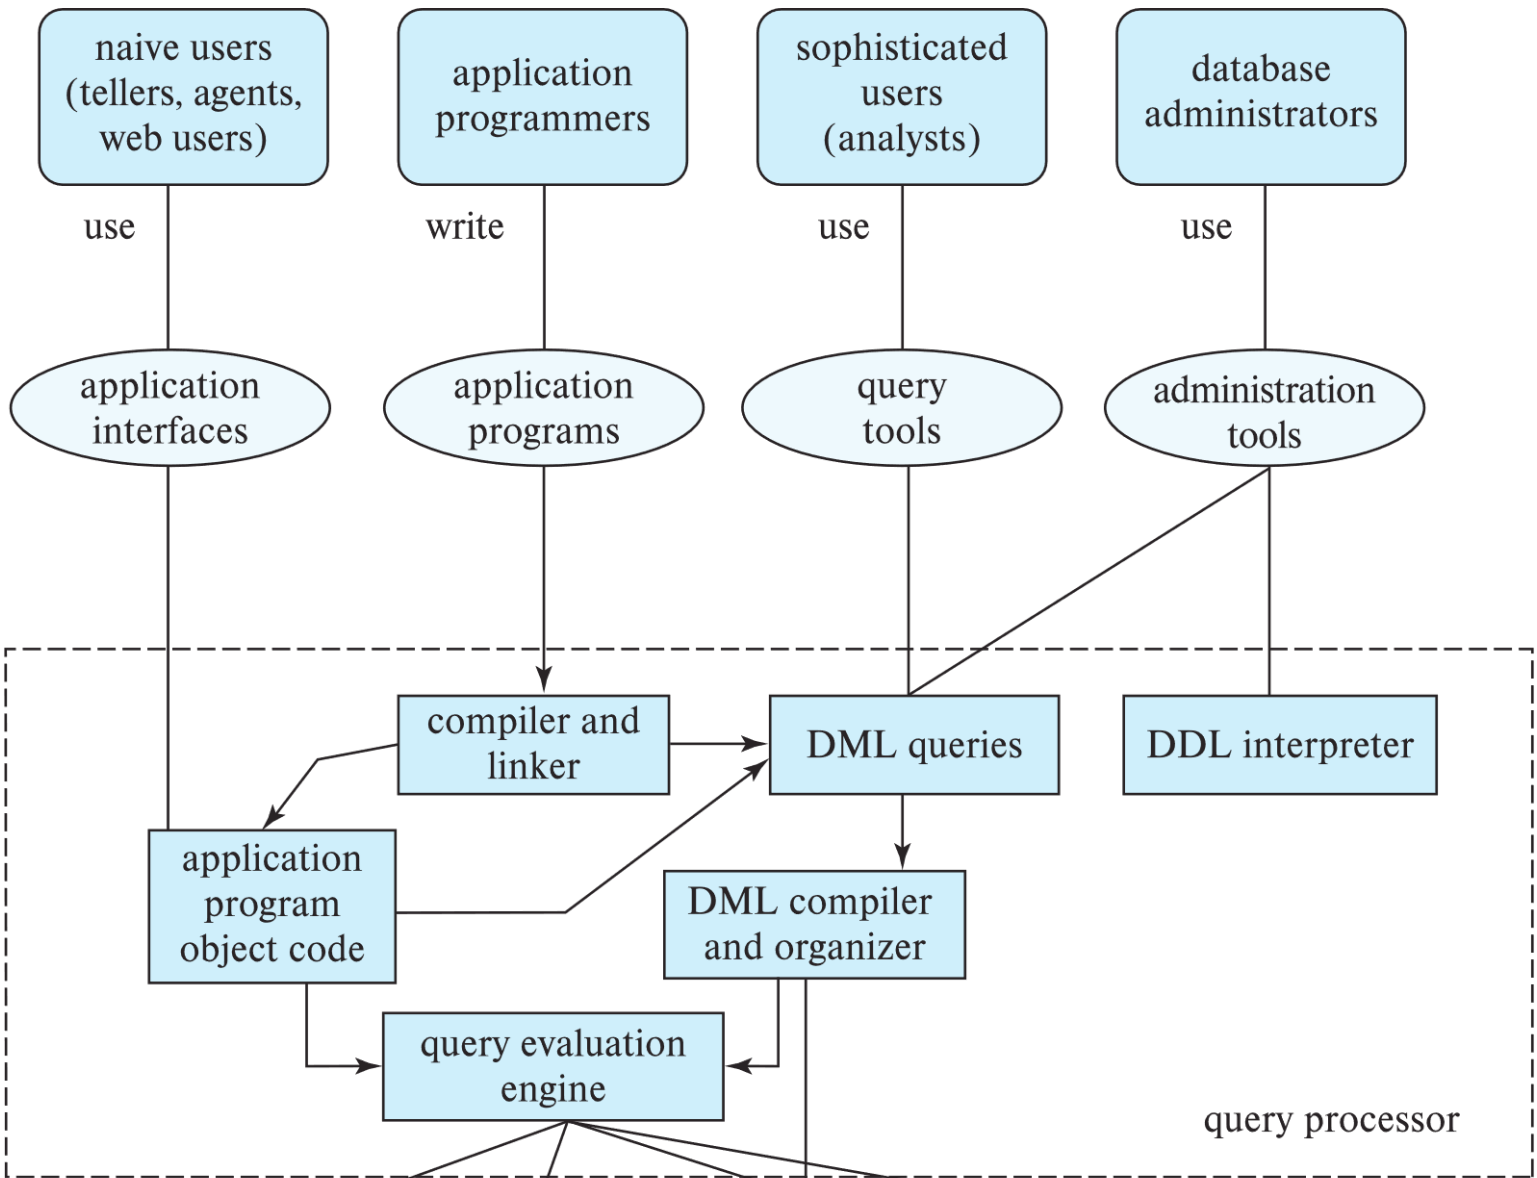 naive users
(tellers, agents,
web users)
application
programmers
sophisticated
users
(analysts)
database
administrators
use
write
use
use
application
interfaces
application
programs
query
tools
administration
tools
compiler and
linker
DML queries
DDL interpreter
application
program
object code
DML compiler
and organizer
query evaluation
engine
query processor